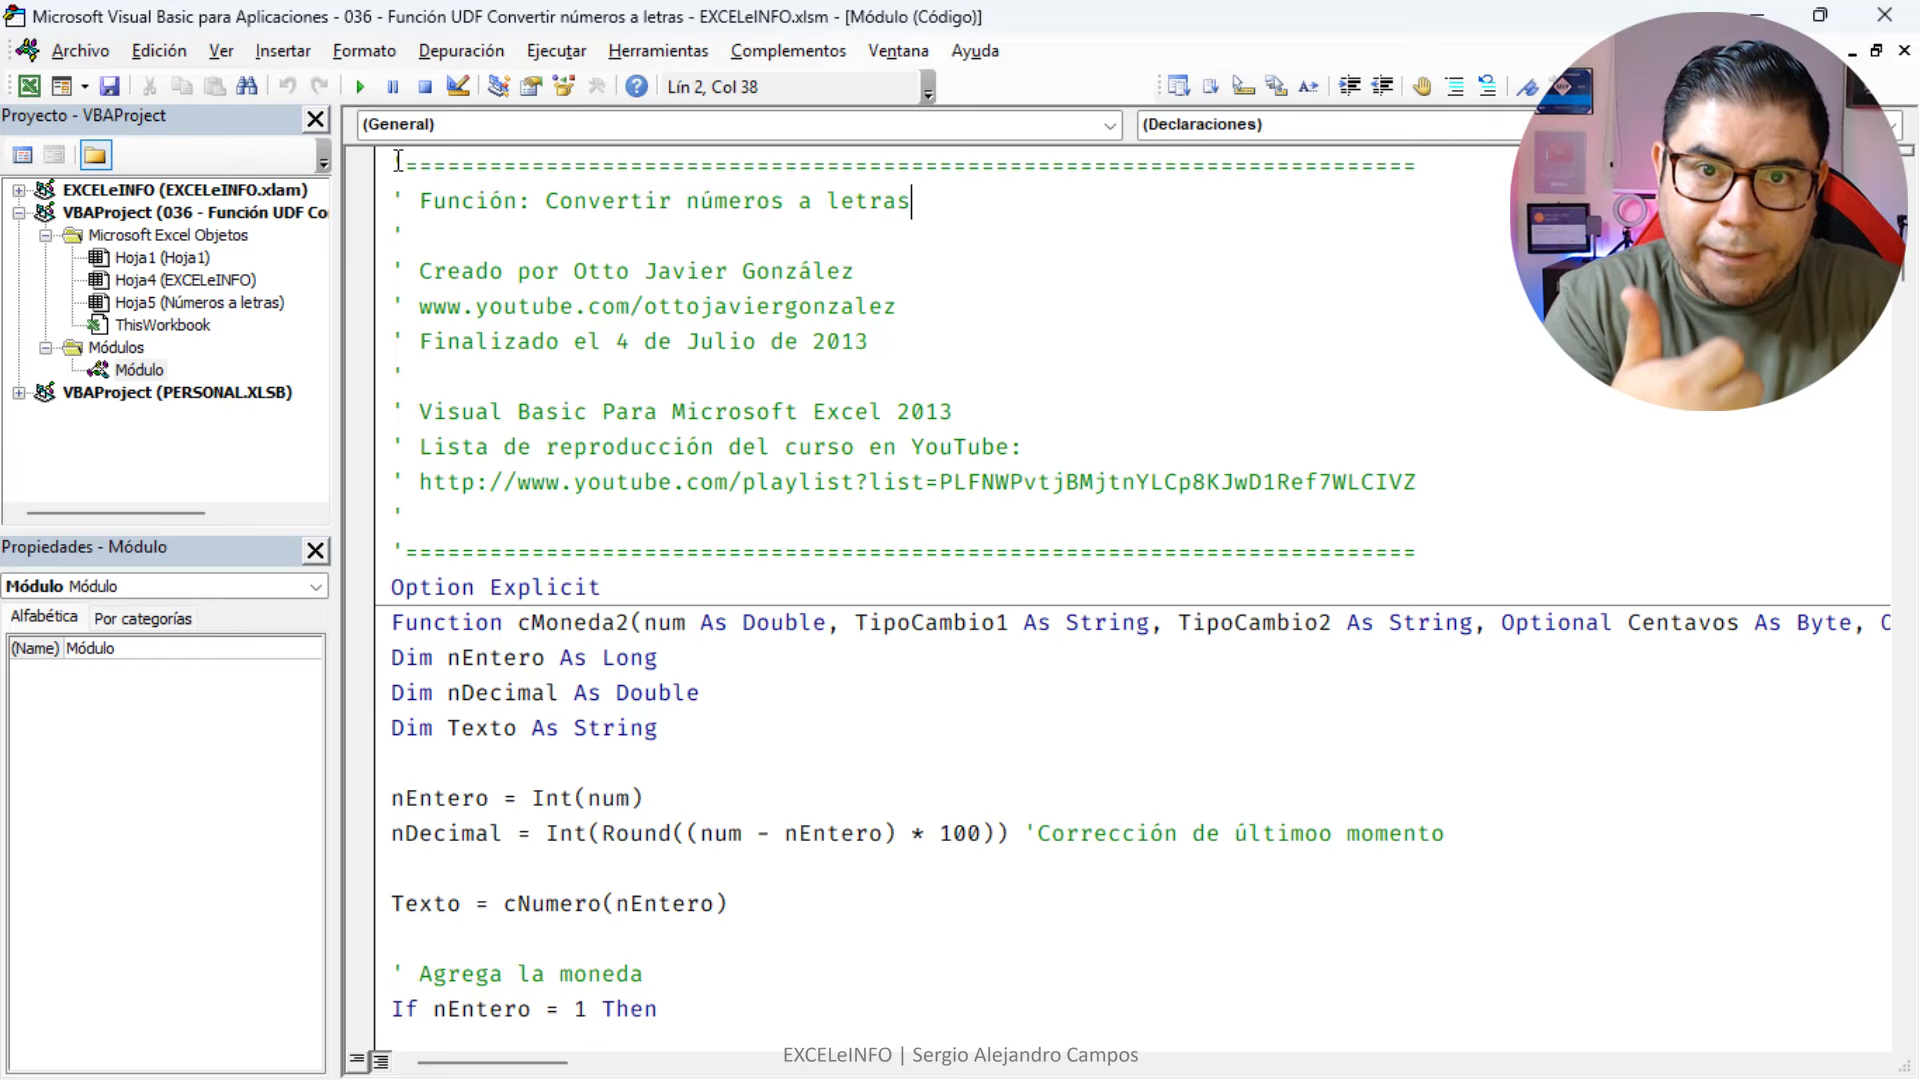 Microsoft Visual Basic para Aplicaciones - 036 - Función UDF Convertir números a letras - EXCELeINFO.xlsm - [Módulo (Código)]
Archivo Edición Ver Insertar Formato Depuración Ejecutar Herramientas Complementos Ventana Ayuda
Lín 2, Col 38
Proyecto - VBAProject
EXCELeINFO (EXCELeINFO.xlam)
VBAProject (036 - Función UDF Co
Microsoft Excel Objetos
Hoja1 (Hoja1)
Hoja4 (EXCELeINFO)
Hoja5 (Números a letras)
ThisWorkbook
Módulos
Módulo
VBAProject (PERSONAL.XLSB)
Propiedades - Módulo
Módulo Módulo
Alfabética Por categorías
(Name) Módulo
(General) (Declaraciones)
'========================================================================
' Función: Convertir números a letras
'
' Creado por Otto Javier González
' www.youtube.com/ottojaviergonzalez
' Finalizado el 4 de Julio de 2013
'
' Visual Basic Para Microsoft Excel 2013
' Lista de reproducción del curso en YouTube:
' http://www.youtube.com/playlist?list=PLFNWPvtjBMjtnYLCp8KJwD1Ref7WLCIVZ
'
'========================================================================
Option Explicit
Function cMoneda2(num As Double, TipoCambio1 As String, TipoCambio2 As String, Optional Centavos As Byte, O
Dim nEntero As Long
Dim nDecimal As Double
Dim Texto As String
nEntero = Int(num)
nDecimal = Int(Round((num - nEntero) * 100)) 'Corrección de últimoo momento
Texto = cNumero(nEntero)
' Agrega la moneda
If nEntero = 1 Then
EXCELeINFO | Sergio Alejandro Campos